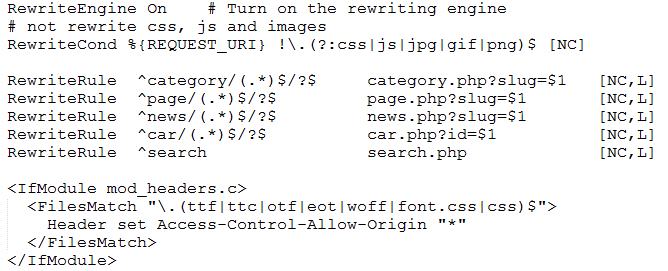 RewriteEngine On    # Turn on the rewriting engine
# not rewrite css, js and images
RewriteCond %{REQUEST_URI} !\.(?:css|js|jpg|gif|png)$ [NC]

RewriteRule  ^category/(.*)$/?$     category.php?slug=$1   [NC,L]
RewriteRule  ^page/(.*)$/?$         page.php?slug=$1       [NC,L]
RewriteRule  ^news/(.*)$/?$         news.php?slug=$1       [NC,L]
RewriteRule  ^car/(.*)$/?$          car.php?id=$1          [NC,L]
RewriteRule  ^search                search.php             [NC,L]

<IfModule mod_headers.c>
  <FilesMatch "\.(ttf|ttc|otf|eot|woff|font.css|css)$">
    Header set Access-Control-Allow-Origin "*"
  </FilesMatch>
</IfModule>